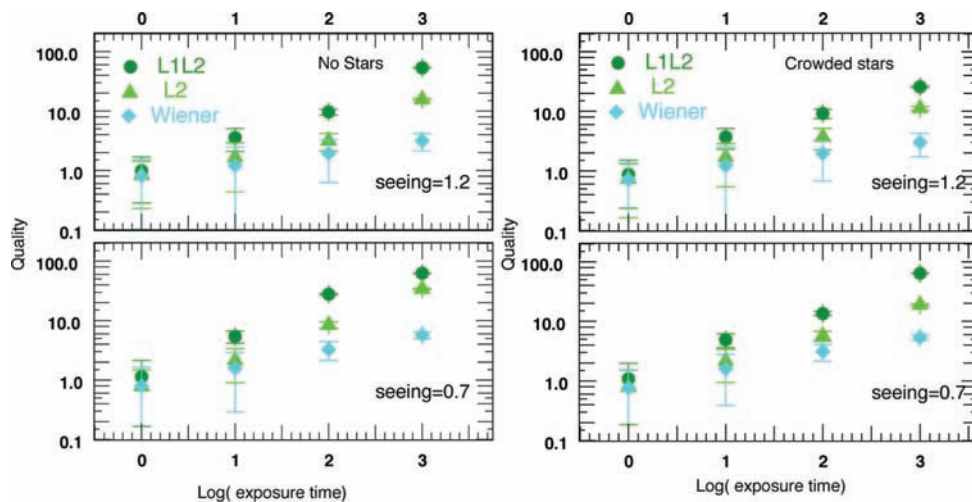 0 1 2 3 0 1 2 3
100.0 L1L2 No Stars 100.0 L1L2 Crowded stars
L2 L2
10.0 Wiener 10.0 Wiener
1.0 seeing=1.2 1.0 seeing=1.2
0.1 0.1
Quality Quality
100.0 100.0
10.0 10.0
1.0 seeing=0.7 1.0 seeing=0.7
0.1 0.1
0 1 2 3 0 1 2 3
Log( exposure time) Log( exposure time)